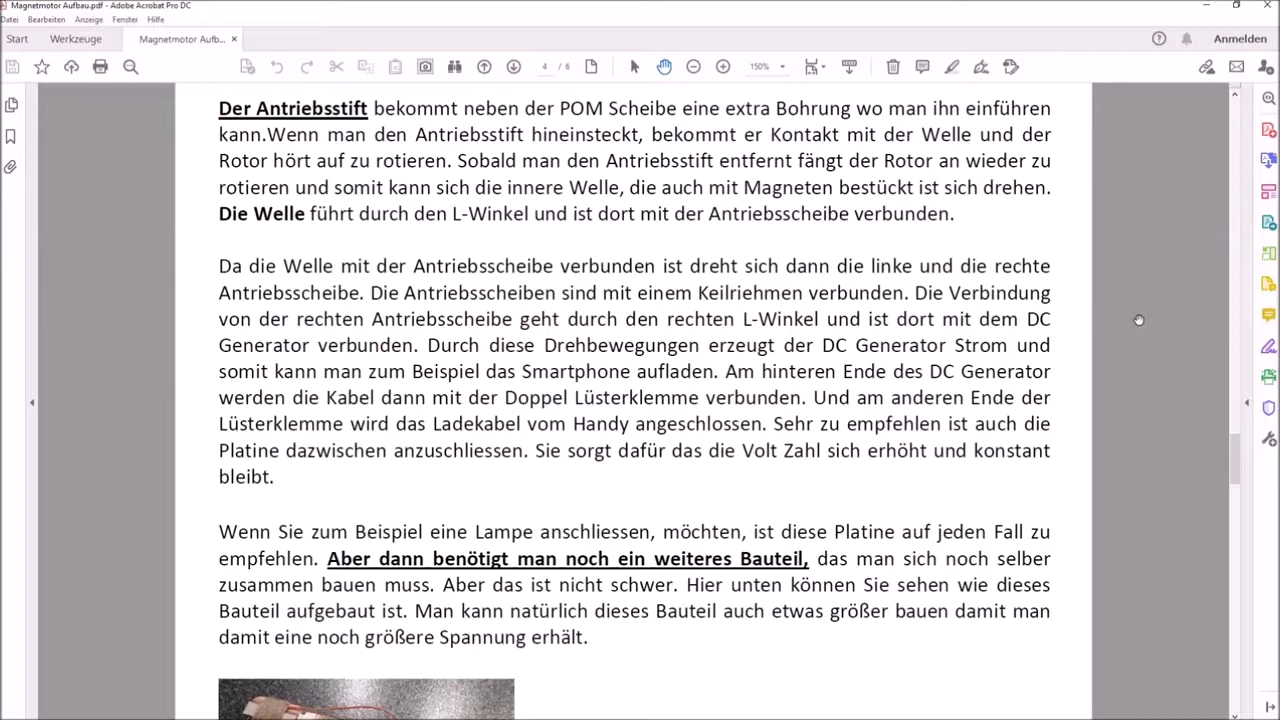 Magnetmotor Aufbau.pdf - Adobe Acrobat Pro DC
Datei Bearbeiten Anzeige Fenster Hilfe
Start Werkzeuge Magnetmotor Aufb... × Anmelden
4 / 6 150%
Der Antriebsstift bekommt neben der POM Scheibe eine extra Bohrung wo man ihn einführen
kann.Wenn man den Antriebsstift hineinsteckt, bekommt er Kontakt mit der Welle und der
Rotor hört auf zu rotieren. Sobald man den Antriebsstift entfernt fängt der Rotor an wieder zu
rotieren und somit kann sich die innere Welle, die auch mit Magneten bestückt ist sich drehen.
Die Welle führt durch den L-Winkel und ist dort mit der Antriebsscheibe verbunden.
Da die Welle mit der Antriebsscheibe verbunden ist dreht sich dann die linke und die rechte
Antriebsscheibe. Die Antriebsscheiben sind mit einem Keilriehmen verbunden. Die Verbindung
von der rechten Antriebsscheibe geht durch den rechten L-Winkel und ist dort mit dem DC
Generator verbunden. Durch diese Drehbewegungen erzeugt der DC Generator Strom und
somit kann man zum Beispiel das Smartphone aufladen. Am hinteren Ende des DC Generator
werden die Kabel dann mit der Doppel Lüsterklemme verbunden. Und am anderen Ende der
Lüsterklemme wird das Ladekabel vom Handy angeschlossen. Sehr zu empfehlen ist auch die
Platine dazwischen anzuschliessen. Sie sorgt dafür das die Volt Zahl sich erhöht und konstant
bleibt.
Wenn Sie zum Beispiel eine Lampe anschliessen, möchten, ist diese Platine auf jeden Fall zu
empfehlen. Aber dann benötigt man noch ein weiteres Bauteil, das man sich noch selber
zusammen bauen muss. Aber das ist nicht schwer. Hier unten können Sie sehen wie dieses
Bauteil aufgebaut ist. Man kann natürlich dieses Bauteil auch etwas größer bauen damit man
damit eine noch größere Spannung erhält.